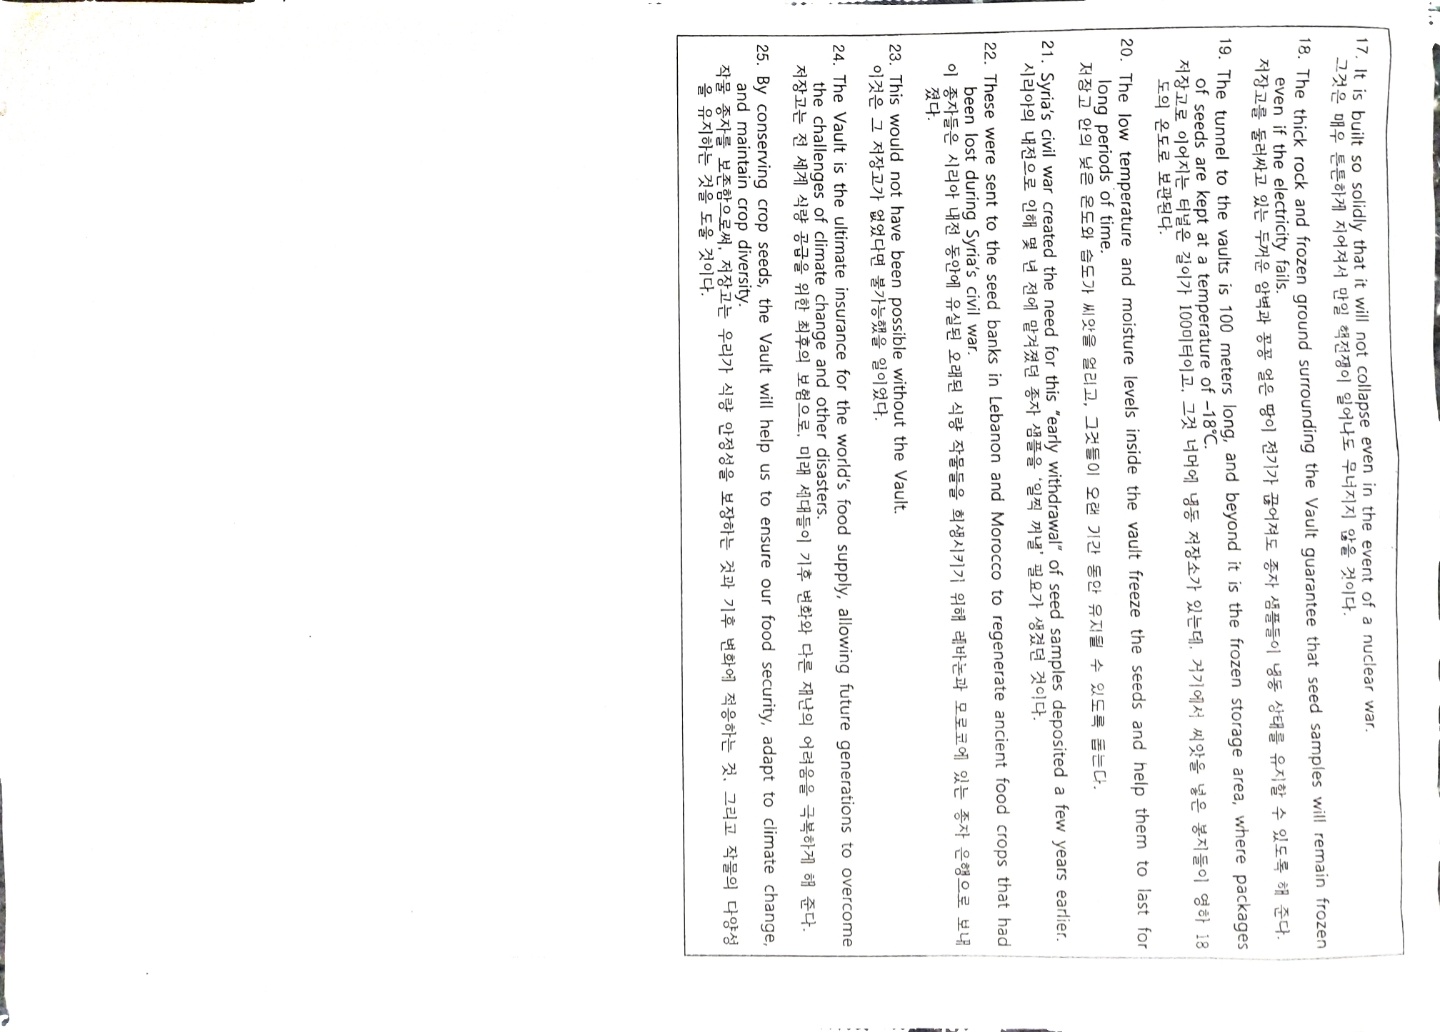 17. It is built so solidly that it will not collapse even in the event of a nuclear war.
그것은 매우 튼튼하게 지어져서 만일 핵전쟁이 일어나도 무너지지 않을 것이다.
18. The thick rock and frozen ground surrounding the Vault guarantee that seed samples will remain frozen
even if the electricity fails.
저장고를 둘러싸고 있는 두꺼운 암벽과 꽁꽁 얼은 땅이 전기가 끊어져도 종자 샘플들이 냉동 상태를 유지할 수 있도록 해 준다.
19. The tunnel to the vaults is 100 meters long, and beyond it is the frozen storage area, where packages
of seeds are kept at a temperature of -18℃.
저장고로 이어지는 터널은 길이가 100미터이고, 그것 너머에 냉동 저장소가 있는데, 거기에서 씨앗을 넣은 봉지들이 영하 18
도의 온도로 보관된다.
20. The low temperature and moisture levels inside the vault freeze the seeds and help them to last for
long periods of time.
저장고 안의 낮은 온도와 습도가 씨앗을 얼리고, 그것들이 오랜 기간 동안 유지될 수 있도록 돕는다.
21. Syria's civil war created the need for this "early withdrawal" of seed samples deposited a few years earlier.
시리아의 내전으로 인해 몇 년 전에 맡겨졌던 종자 샘플을 '일찍 꺼낼' 필요가 생겼던 것이다.
22. These were sent to the seed banks in Lebanon and Morocco to regenerate ancient food crops that had
been lost during Syria's civil war.
이 종자들은 시리아 내전 동안에 유실된 오래된 식량 작물들을 회생시키기 위해 레바논과 모로코에 있는 종자 은행으로 보내
졌다.
23. This would not have been possible without the Vault.
이것은 그 저장고가 없었다면 불가능했을 일이었다.
24. The Vault is the ultimate insurance for the world's food supply, allowing future generations to overcome
the challenges of climate change and other disasters.
저장고는 전 세계 식량 공급을 위한 최후의 보험으로, 미래 세대들이 기후 변화와 다른 재난의 어려움을 극복하게 해 준다.
25. By conserving crop seeds, the Vault will help us to ensure our food security, adapt to climate change,
and maintain crop diversity.
작물 종자를 보존함으로써, 저장고는 우리가 식량 안정성을 보장하는 것과 기후 변화에 적응하는 것, 그리고 작물의 다양성
을 유지하는 것을 도울 것이다.